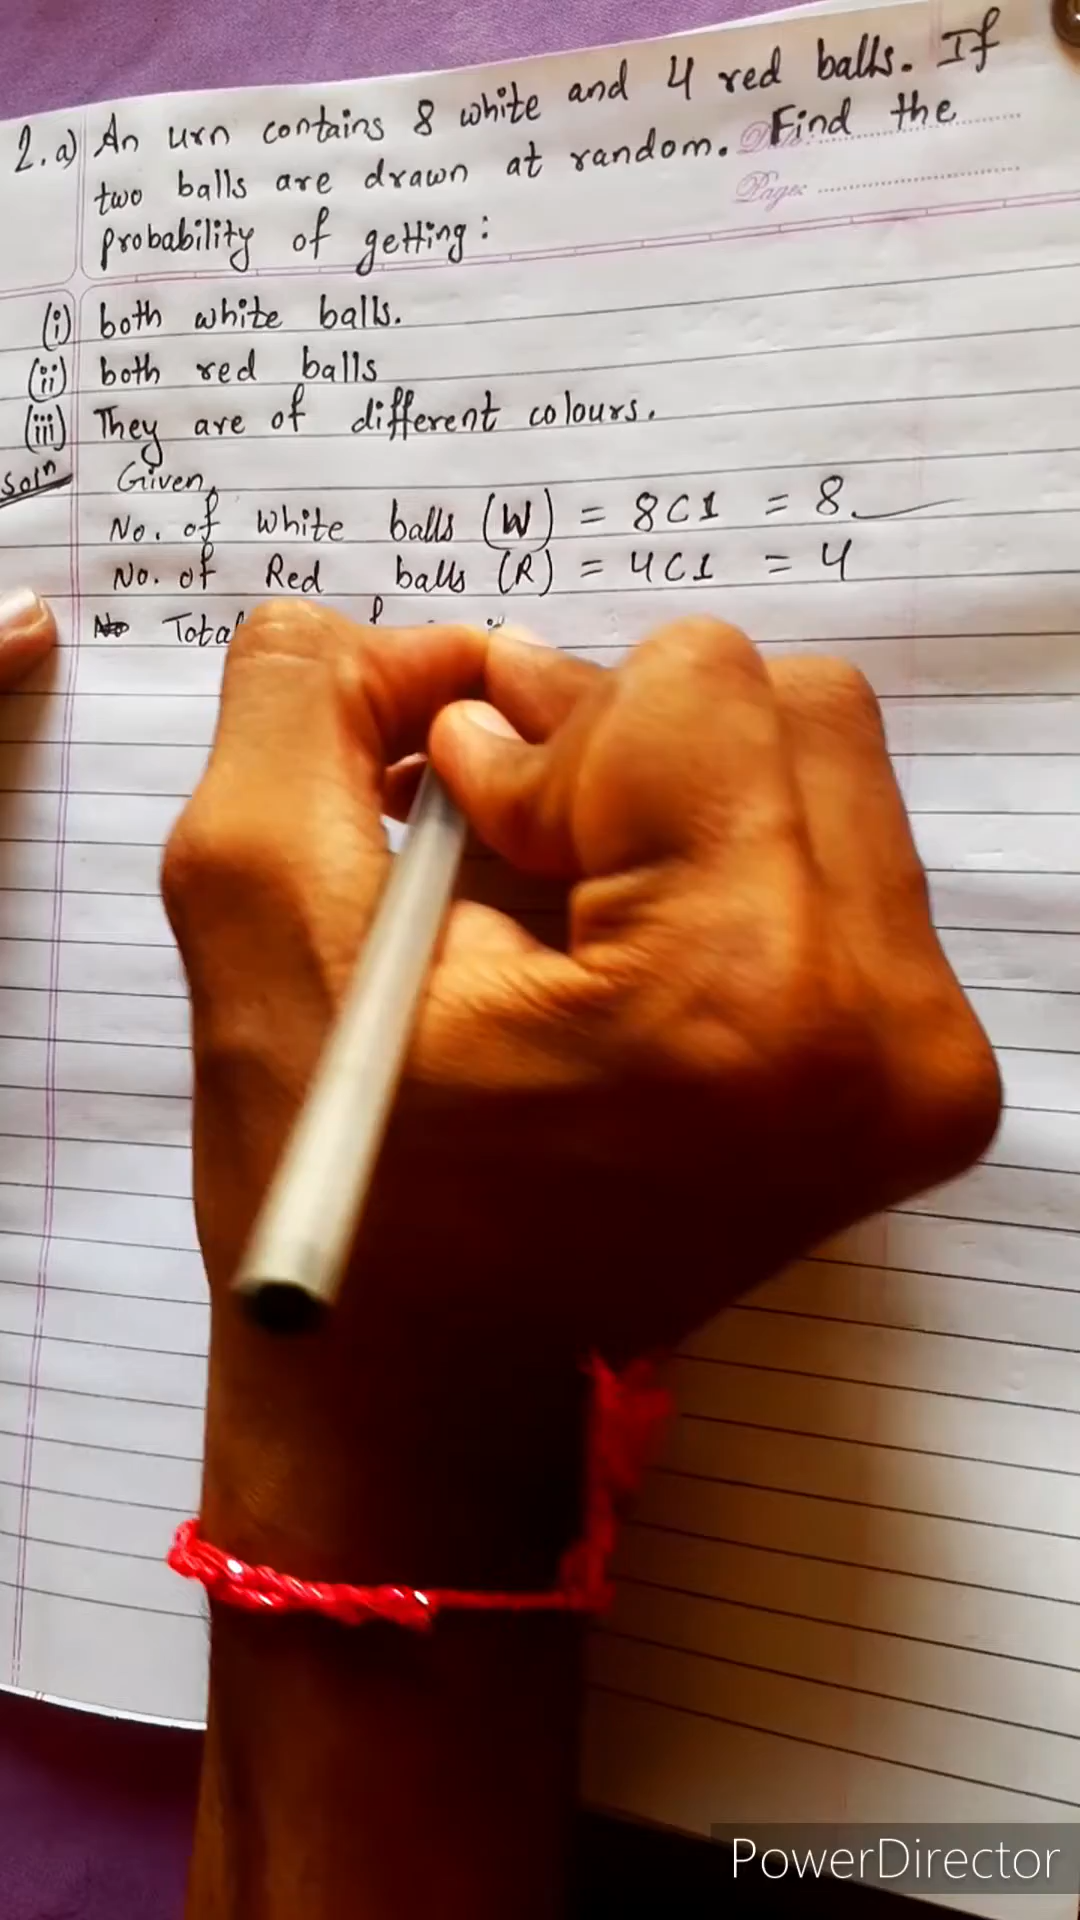 2. a) An urn contains 8 white and 4 red balls. If
two balls are drawn at random. Find the
Page:
probability of getting:
(i) both white balls.
(ii) both red balls
(iii) They are of different colours.
Soln Given,
No. of white balls (W) = 8C1 = 8
No. of Red balls (R) = 4C1 = 4
Total
PowerDirector